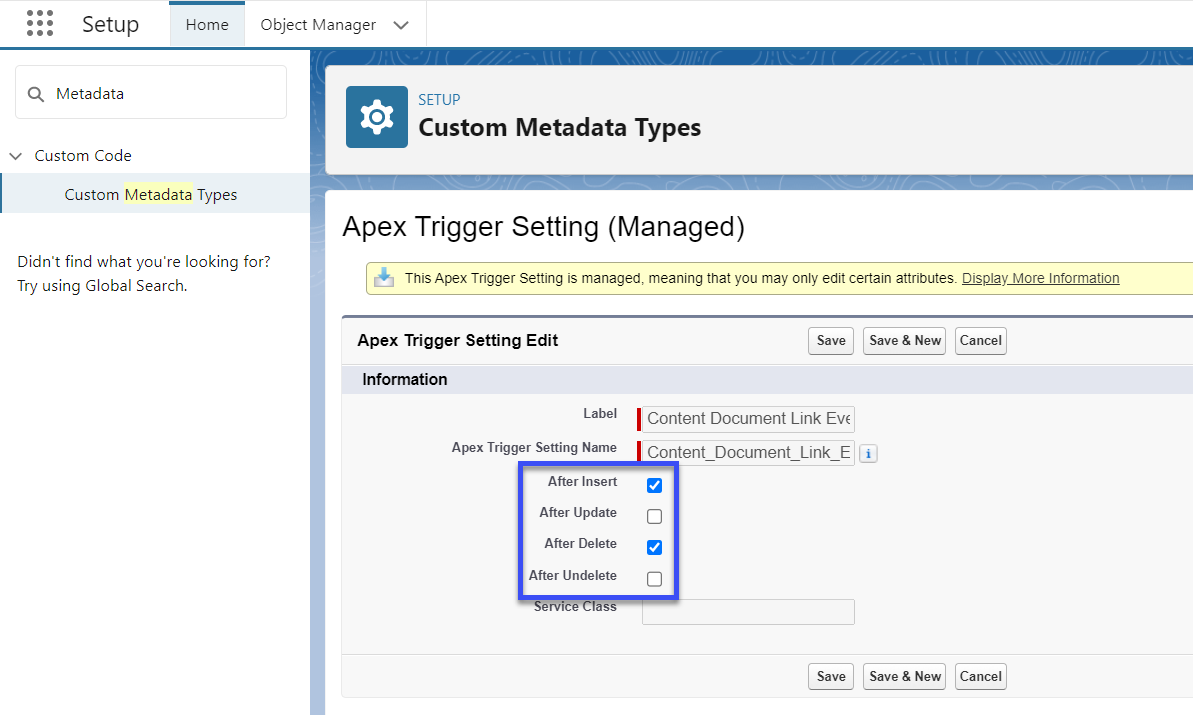 Setup
Home
Object Manager
Metadata
Custom Code
Custom Metadata Types
Didn't find what you're looking for?
Try using Global Search.
SETUP
Custom Metadata Types
Apex Trigger Setting (Managed)
This Apex Trigger Setting is managed, meaning that you may only edit certain attributes. Display More Information
Apex Trigger Setting Edit
Save
Save & New
Cancel
Information
Label
Content Document Link Eve
Apex Trigger Setting Name
Content_Document_Link_E
i
After Insert
After Update
After Delete
After Undelete
Service Class
Save
Save & New
Cancel